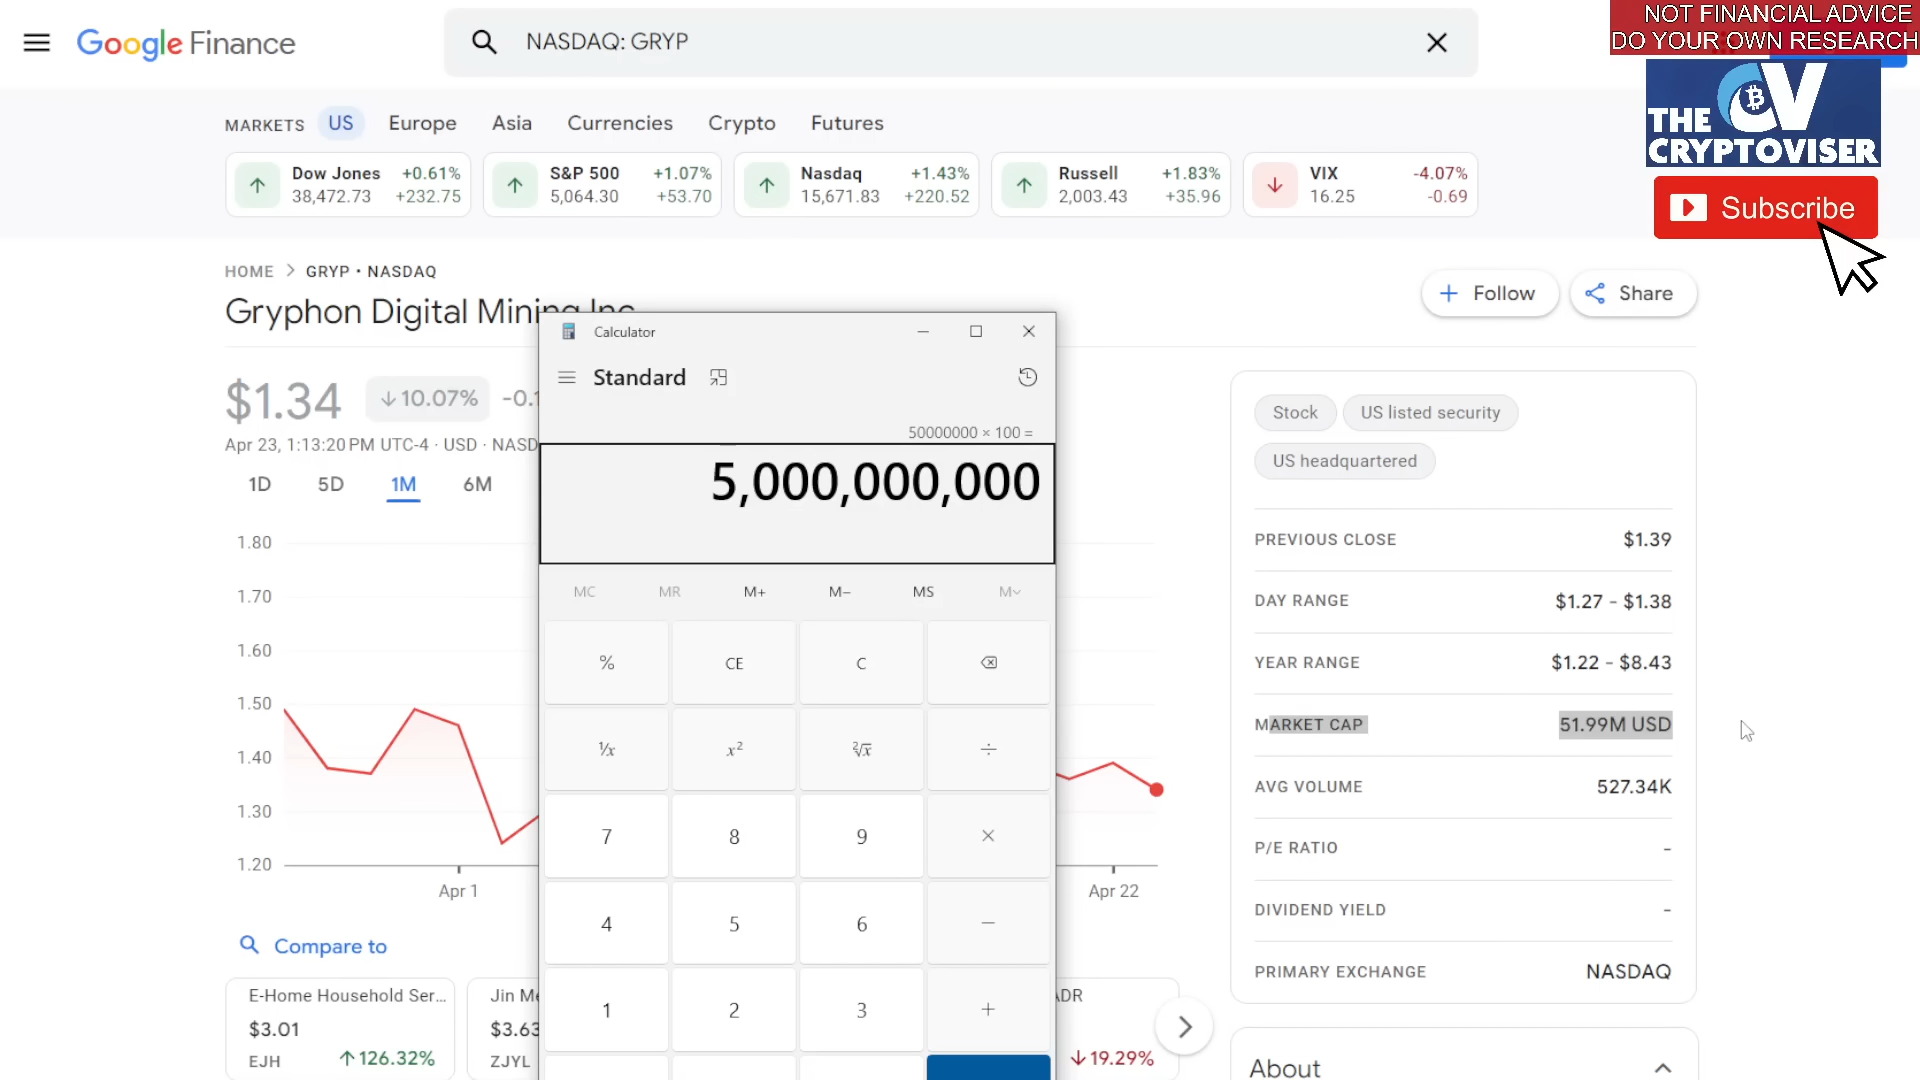 Google Finance
NASDAQ: GRYP
NOT FINANCIAL ADVICE
DO YOUR OWN RESEARCH
THE
CV
CRYPTOVISER
Subscribe
MARKETS US Europe Asia Currencies Crypto Futures
Dow Jones +0.61%
38,472.73 +232.75
S&P 500 +1.07%
5,064.30 +53.70
Nasdaq +1.43%
15,671.83 +220.52
Russell +1.83%
2,003.43 +35.96
VIX -4.07%
16.25 -0.69
HOME > GRYP • NASDAQ
Gryphon Digital Mining Inc
+ Follow
Share
$1.34 ↓10.07% -0.1
Apr 23, 1:13:20 PM UTC-4 · USD · NASD
1D 5D 1M 6M
1.80
1.70
1.60
1.50
1.40
1.30
1.20
Apr 1
Apr 22
Compare to
E-Home Household Ser...
$3.01
EJH ↑126.32%
Jin Me
$3.63
ZJYL
ADR
↓19.29%
Calculator
Standard
50000000 × 100 =
5,000,000,000
MC MR M+ M− MS M˅
% CE C
¹/x x² ²√x ÷
7 8 9 ×
4 5 6 −
1 2 3 +
Stock
US listed security
US headquartered
PREVIOUS CLOSE $1.39
DAY RANGE $1.27 - $1.38
YEAR RANGE $1.22 - $8.43
MARKET CAP 51.99M USD
AVG VOLUME 527.34K
P/E RATIO -
DIVIDEND YIELD -
PRIMARY EXCHANGE NASDAQ
About